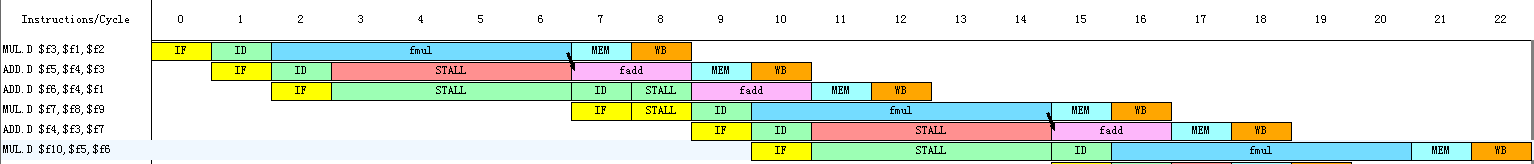 Instructions/Cycle 0 1 2 3 4 5 6 7 8 9 10 11 12 13 14 15 16 17 18 19 20 21 22
MUL.D $f3,$f1,$f2 IF ID fmul MEM WB
ADD.D $f5,$f4,$f3 IF ID STALL fadd MEM WB
ADD.D $f6,$f4,$f1 IF STALL ID STALL fadd MEM WB
MUL.D $f7,$f8,$f9 IF STALL ID fmul MEM WB
ADD.D $f4,$f3,$f7 IF ID STALL fadd MEM WB
MUL.D $f10,$f5,$f6 IF STALL ID fmul MEM WB